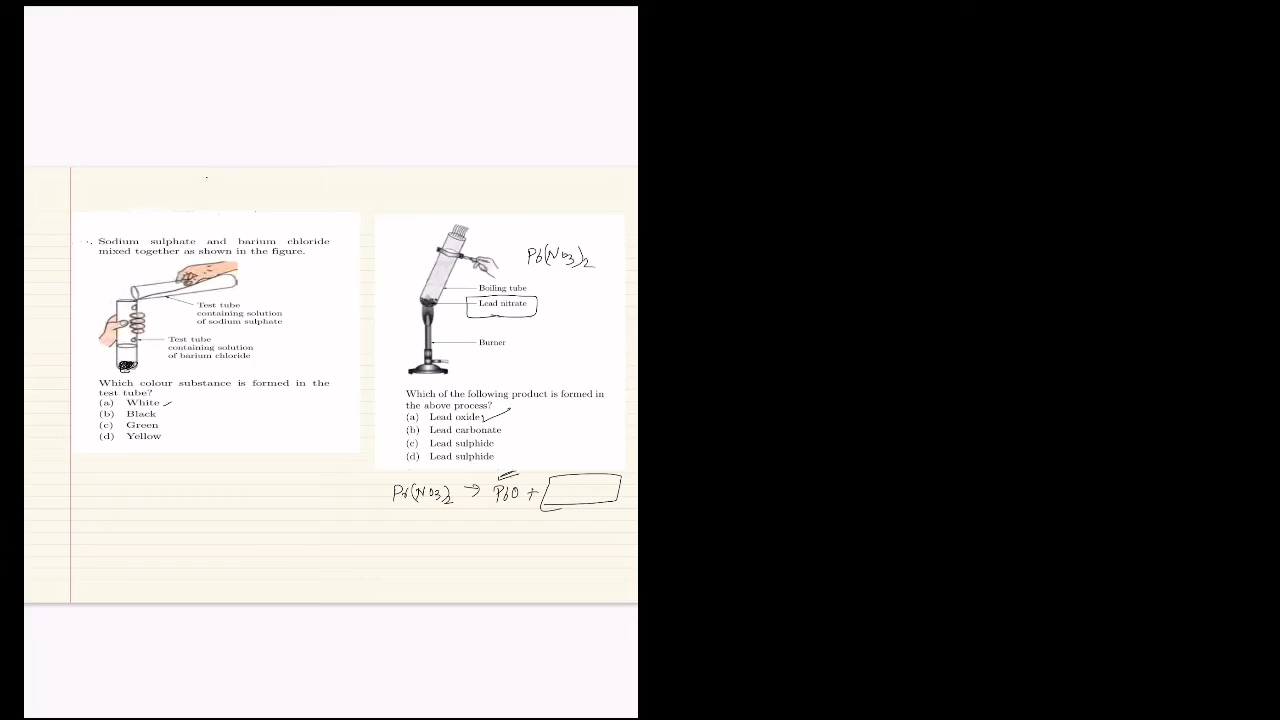 Sodium sulphate and barium chloride
mixed together as shown in the figure.
Test tube
containing solution
of sodium sulphate
Test tube
containing solution
of barium chloride
Which colour substance is formed in the
test tube?
(a) White
(b) Black
(c) Green
(d) Yellow
Pb(NO3)2
Boiling tube
Lead nitrate
Burner
Which of the following product is formed in
the above process?
(a) Lead oxide
(b) Lead carbonate
(c) Lead sulphide
(d) Lead sulphide
Pb(NO3)2 → PbO +